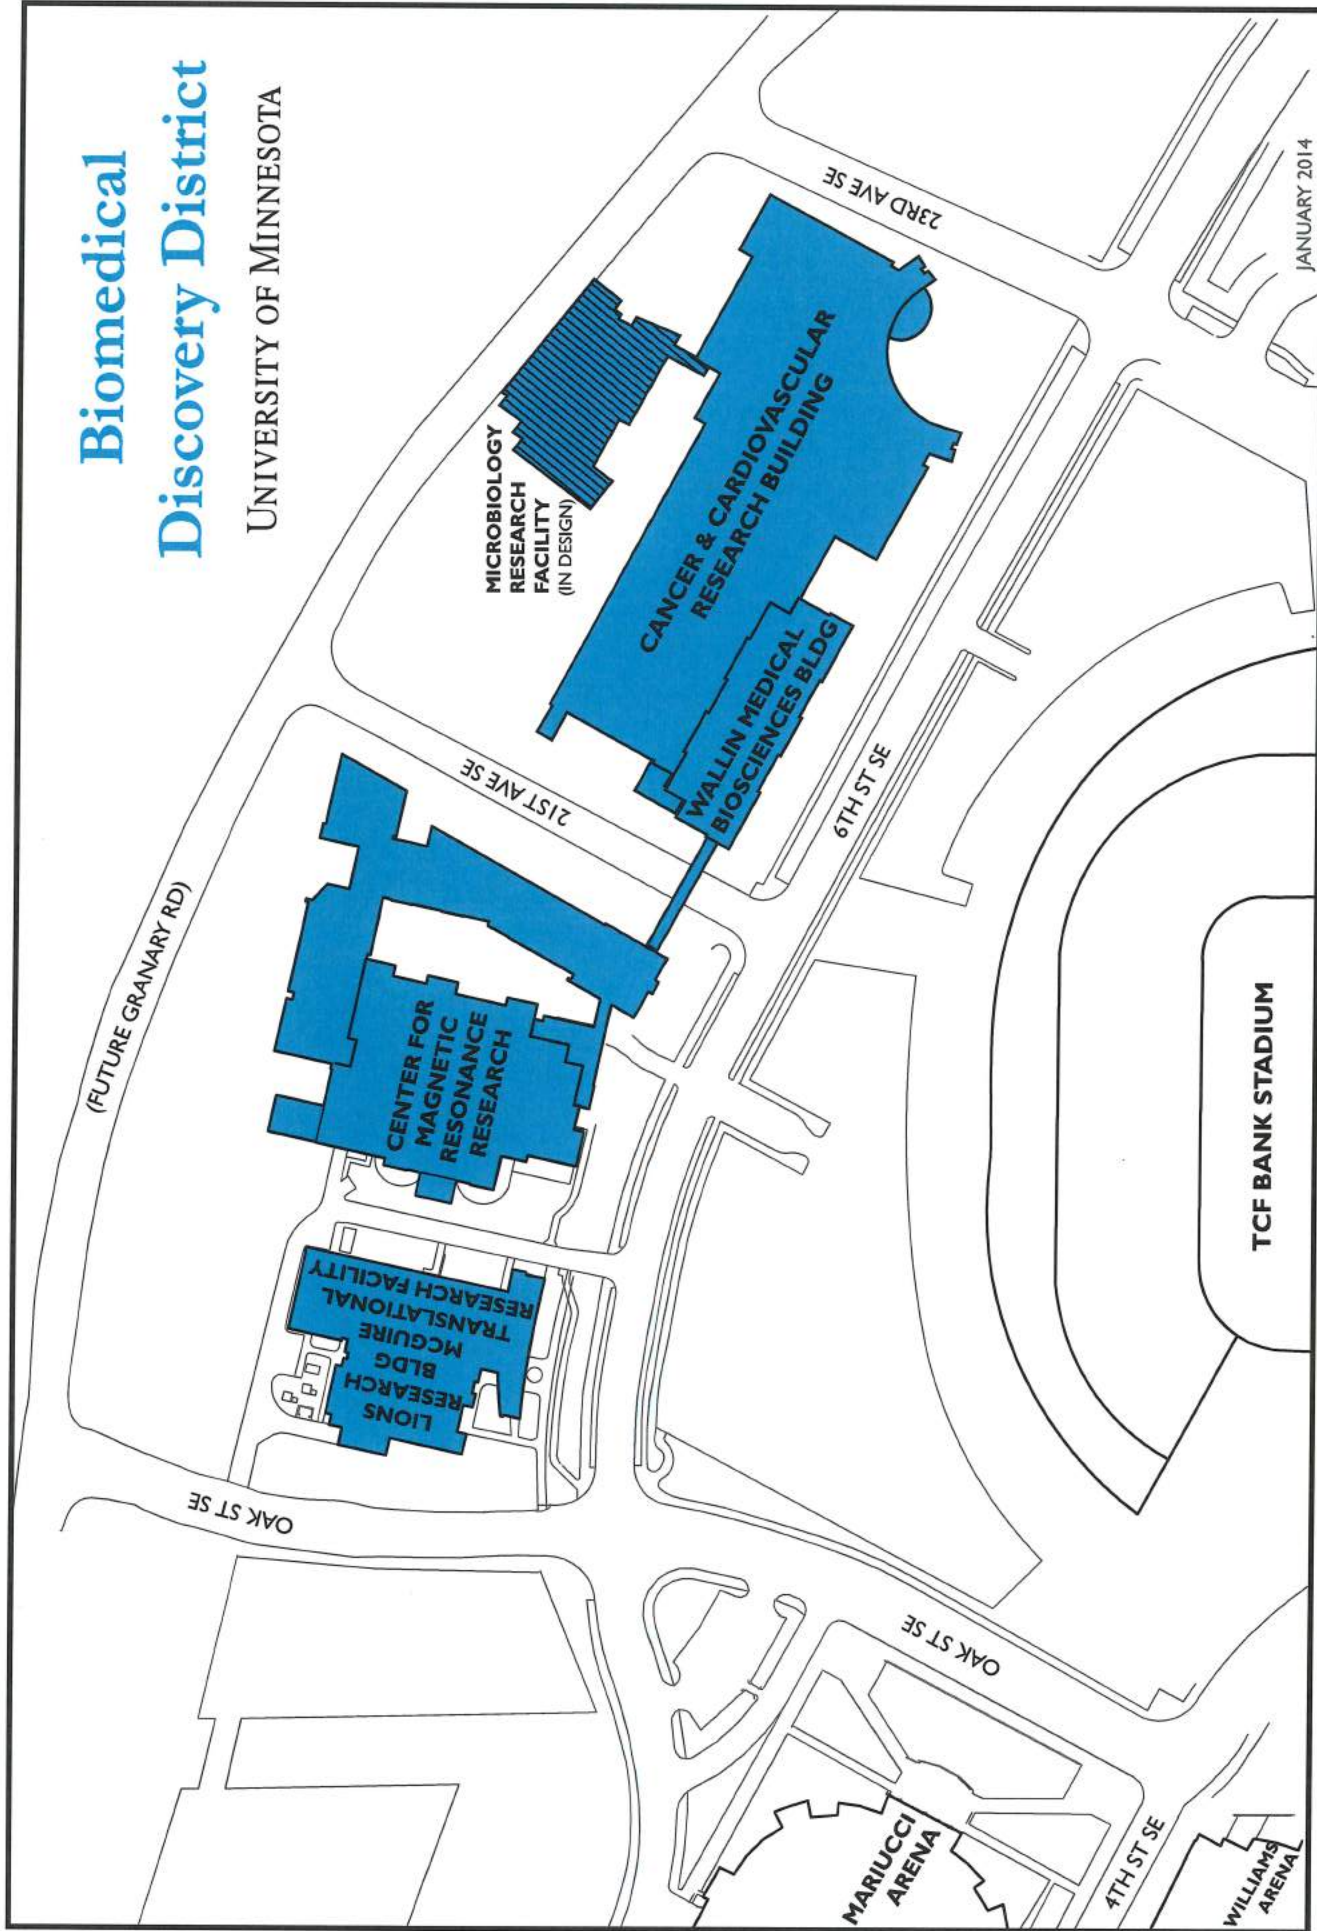 Biomedical
Discovery District
UNIVERSITY OF MINNESOTA
(FUTURE GRANARY RD)
MICROBIOLOGY
RESEARCH
FACILITY
(IN DESIGN)
23RD AVE SE
CANCER & CARDIOVASCULAR
RESEARCH BUILDING
WALLIN MEDICAL
BIOSCIENCES BLDG
21ST AVE SE
6TH ST SE
CENTER FOR
MAGNETIC
RESONANCE
RESEARCH
LIONS
RESEARCH
BLDG
MCGUIRE
TRANSLATIONAL
RESEARCH FACILITY
OAK ST SE
OAK ST SE
TCF BANK STADIUM
MARIUCCI
ARENA
4TH ST SE
WILLIAMS
ARENA
JANUARY 2014